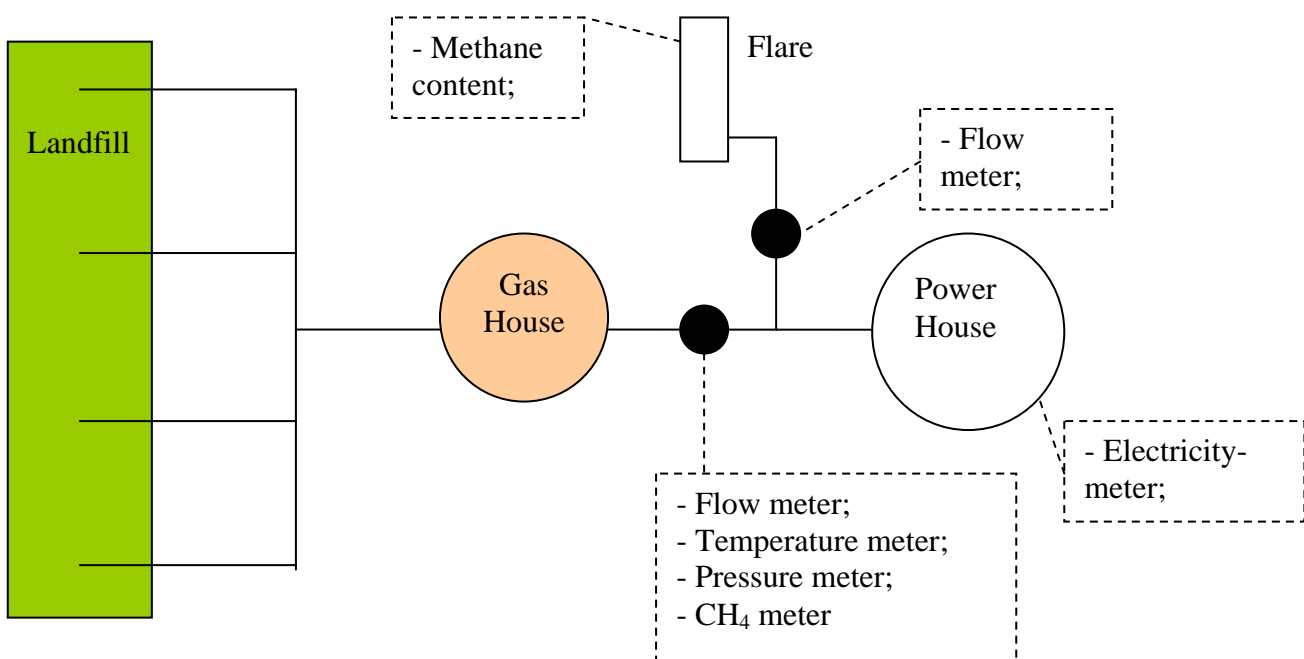 - Methane
content;
Flare
Landfill
- Flow
meter;
Gas
House
Power
House
- Electricity-
meter;
- Flow meter;
- Temperature meter;
- Pressure meter;
- CH₄ meter